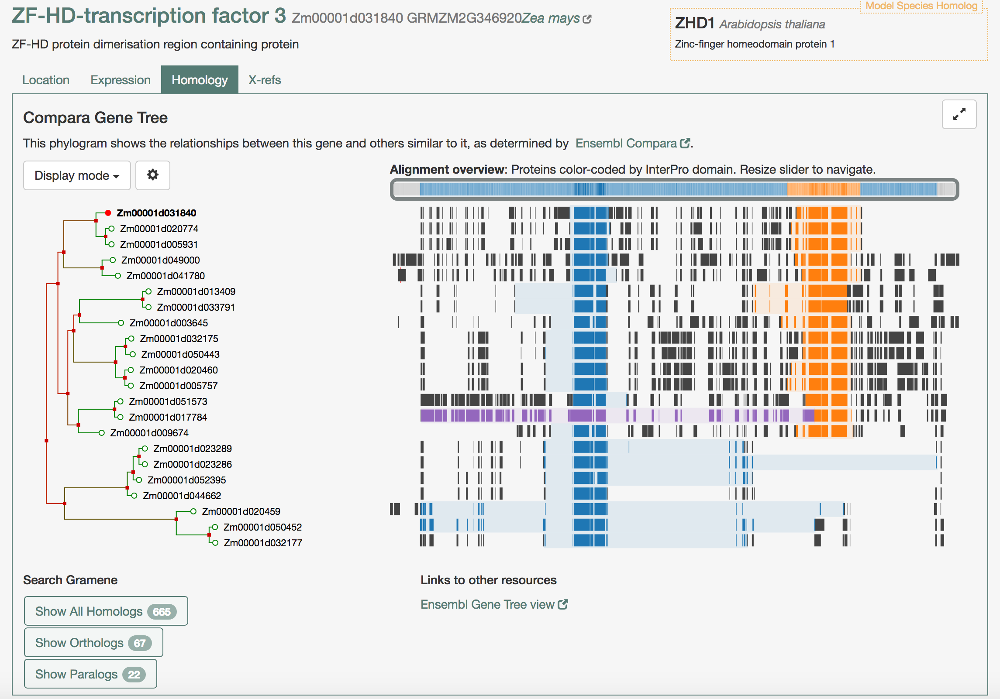 Model Species Homolog
ZF-HD-transcription factor 3 Zm00001d031840 GRMZM2G346920Zea mays
ZHD1 Arabidopsis thaliana
ZF-HD protein dimerisation region containing protein
Zinc-finger homeodomain protein 1
Location Expression Homology X-refs
Compara Gene Tree
This phylogram shows the relationships between this gene and others similar to it, as determined by Ensembl Compara.
Display mode
Alignment overview: Proteins color-coded by InterPro domain. Resize slider to navigate.
Zm00001d031840
Zm00001d020774
Zm00001d005931
Zm00001d049000
Zm00001d041780
Zm00001d013409
Zm00001d033791
Zm00001d003645
Zm00001d032175
Zm00001d050443
Zm00001d020460
Zm00001d005757
Zm00001d051573
Zm00001d017784
Zm00001d009674
Zm00001d023289
Zm00001d023286
Zm00001d052395
Zm00001d044662
Zm00001d020459
Zm00001d050452
Zm00001d032177
Search Gramene
Show All Homologs 665
Show Orthologs 67
Show Paralogs 22
Links to other resources
Ensembl Gene Tree view